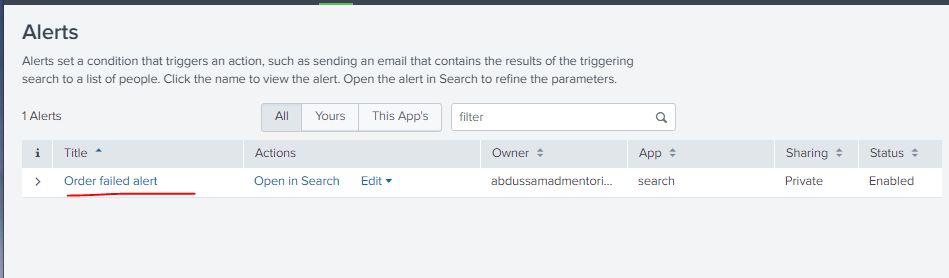 Alerts
Alerts set a condition that triggers an action, such as sending an email that contains the results of the triggering
search to a list of people. Click the name to view the alert. Open the alert in Search to refine the parameters.
1 Alerts All Yours This App's filter
i Title Actions Owner App Sharing Status
Order failed alert Open in Search Edit abdussamadmentori... search Private Enabled